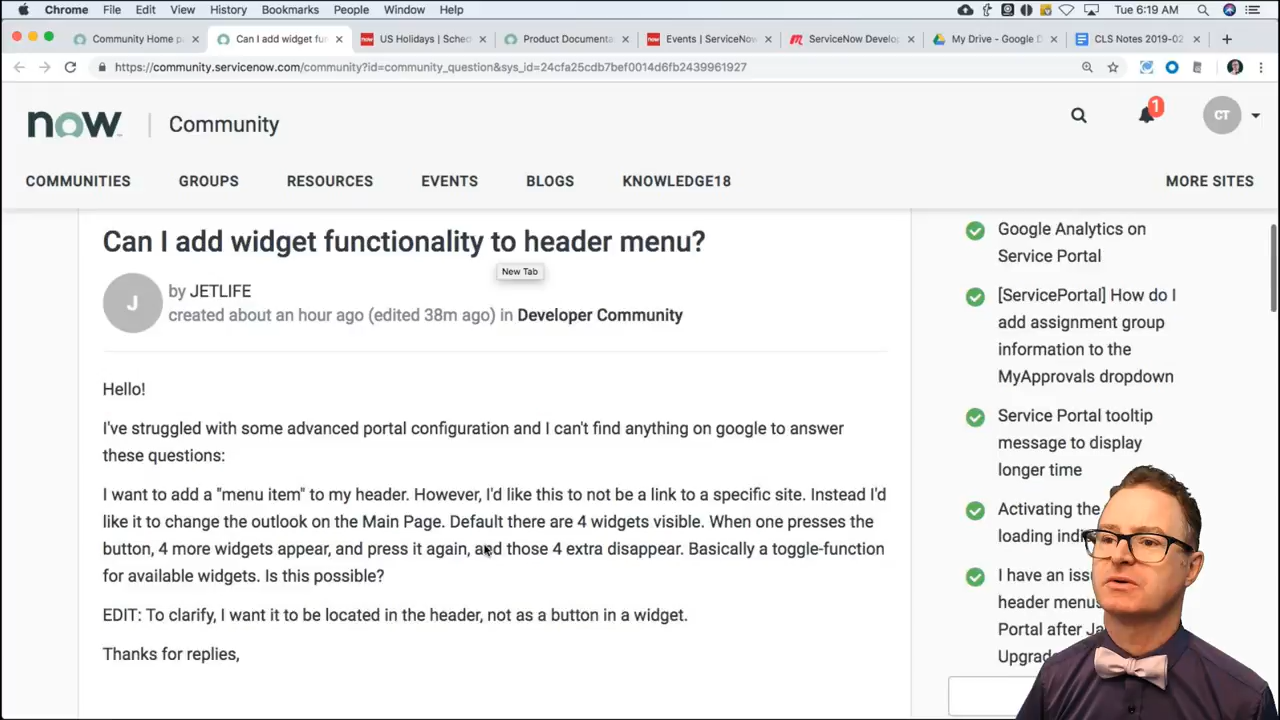 Chrome File Edit View History Bookmarks People Window Help Tue 6:19 AM
Community Home pa
Can I add widget fun
now US Holidays | Sched
Product Documenta
now Events | ServiceNow
ServiceNow Develop
My Drive - Google D
CLS Notes 2019-02
https://community.servicenow.com/community?id=community_question&sys_id=24cfa25cdb7bef0014d6fb2439961927
now Community
1
CT
COMMUNITIES GROUPS RESOURCES EVENTS BLOGS KNOWLEDGE18 MORE SITES
Can I add widget functionality to header menu?
New Tab
J
by JETLIFE
created about an hour ago (edited 38m ago) in Developer Community
Hello!
I've struggled with some advanced portal configuration and I can't find anything on google to answer
these questions:
I want to add a "menu item" to my header. However, I'd like this to not be a link to a specific site. Instead I'd
like it to change the outlook on the Main Page. Default there are 4 widgets visible. When one presses the
button, 4 more widgets appear, and press it again, and those 4 extra disappear. Basically a toggle-function
for available widgets. Is this possible?
EDIT: To clarify, I want it to be located in the header, not as a button in a widget.
Thanks for replies,
Google Analytics on
Service Portal
[ServicePortal] How do I
add assignment group
information to the
MyApprovals dropdown
Service Portal tooltip
message to display
longer time
Activating the
loading indi
I have an iss
header menus
Portal after Ja
Upgrade